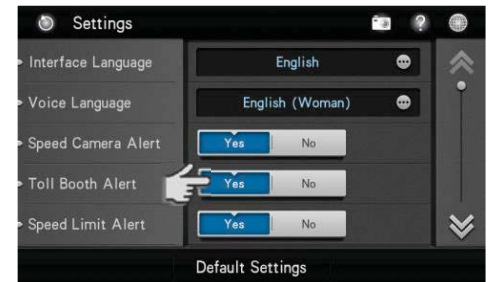 Settings
?
Interface Language English
Voice Language English (Woman)
Speed Camera Alert Yes No
Toll Booth Alert Yes No
Speed Limit Alert Yes No
Default Settings